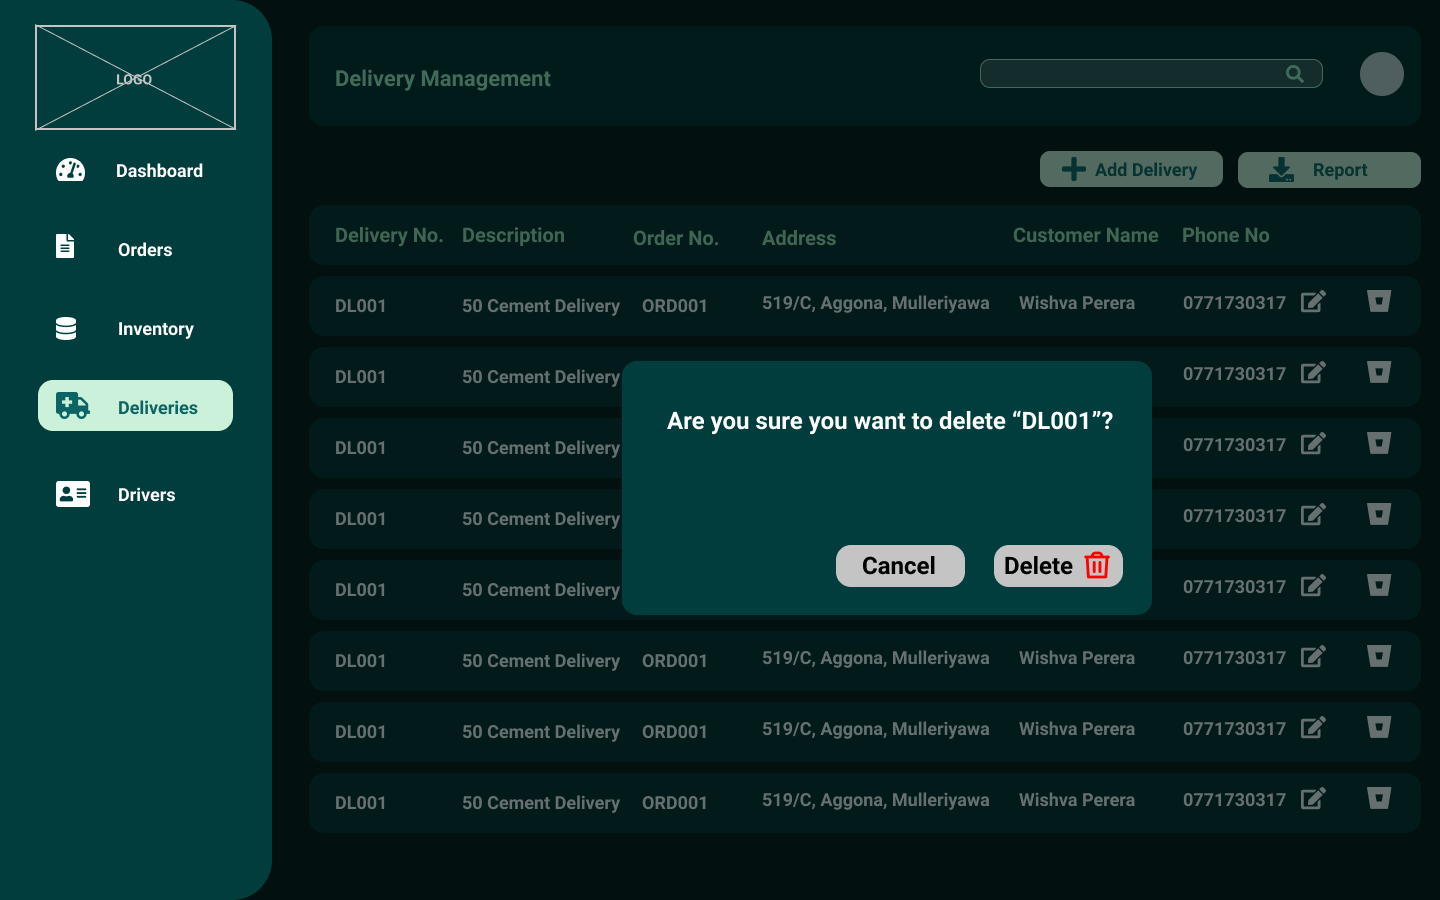 LOGO
Dashboard
Orders
Inventory
Deliveries
Drivers
Delivery Management
Add Delivery Report
Delivery No. Description Order No. Address Customer Name Phone No
DL001 50 Cement Delivery ORD001 519/C, Aggona, Mulleriyawa Wishva Perera 0771730317
DL001 50 Cement Delivery 0771730317
DL001 50 Cement Delivery 0771730317
DL001 50 Cement Delivery 0771730317
DL001 50 Cement Delivery 0771730317
Are you sure you want to delete “DL001”?
Cancel Delete
DL001 50 Cement Delivery ORD001 519/C, Aggona, Mulleriyawa Wishva Perera 0771730317
DL001 50 Cement Delivery ORD001 519/C, Aggona, Mulleriyawa Wishva Perera 0771730317
DL001 50 Cement Delivery ORD001 519/C, Aggona, Mulleriyawa Wishva Perera 0771730317